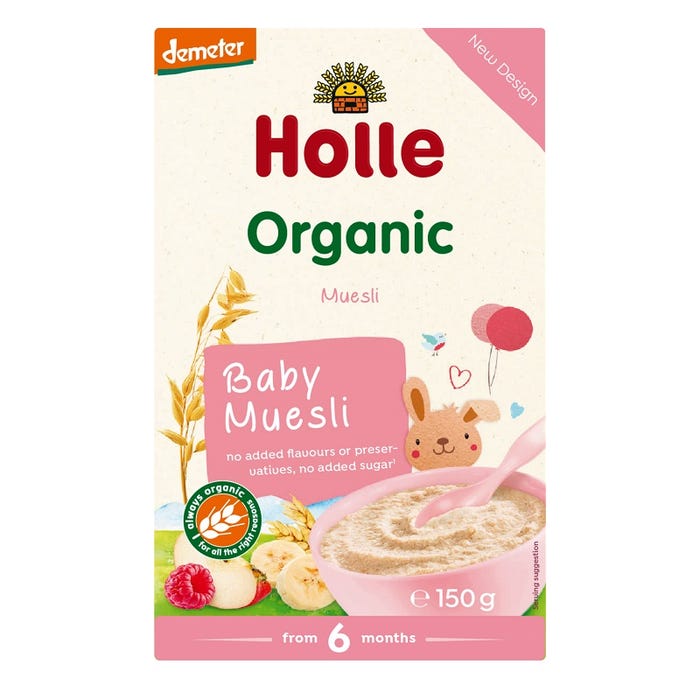 demeter
New Design
Holle
Organic
Muesli
Baby
Muesli
no added flavours or preser-
vatives, no added sugar¹
always organic
for all the right reasons
℮ 150 g
Serving suggestion
from 6 months